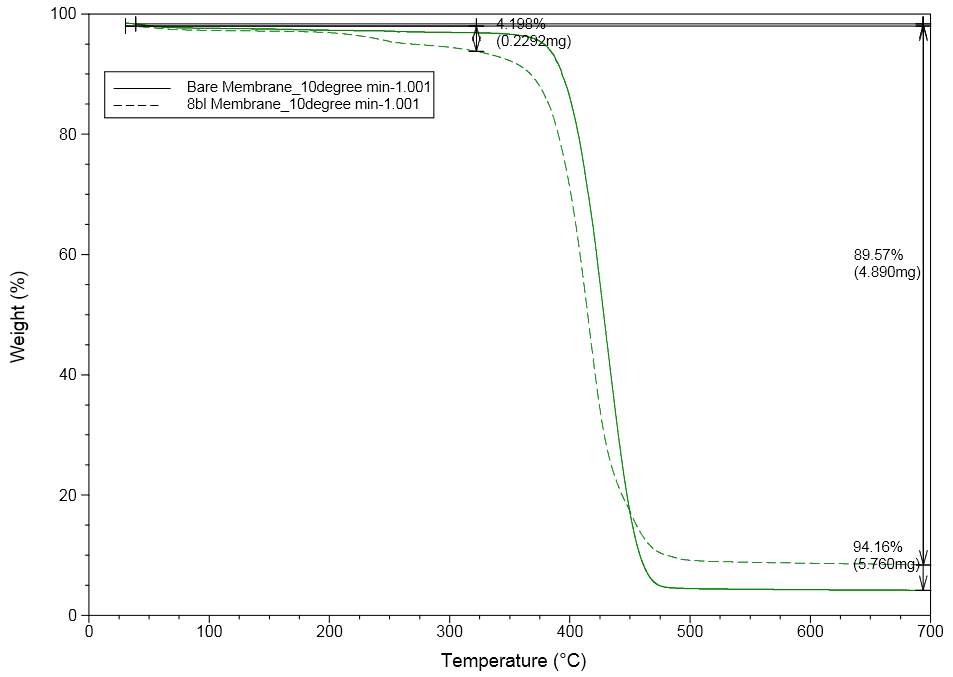 100
80
60
40
20
0
Weight (%)
4.198%
(0.2292mg)
Bare Membrane_10degree min-1.001
8bl Membrane_10degree min-1.001
89.57%
(4.890mg)
94.16%
(5.760mg)
0 100 200 300 400 500 600 700
Temperature (°C)